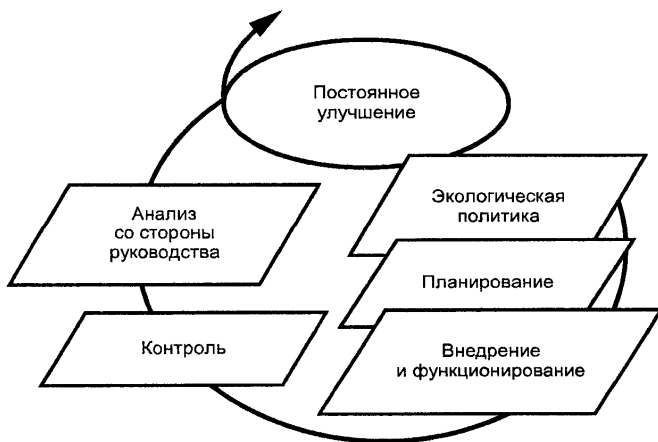 Постоянное
улучшение
Экологическая
политика
Планирование
Внедрение
и функционирование
Контроль
Анализ
со стороны
руководства